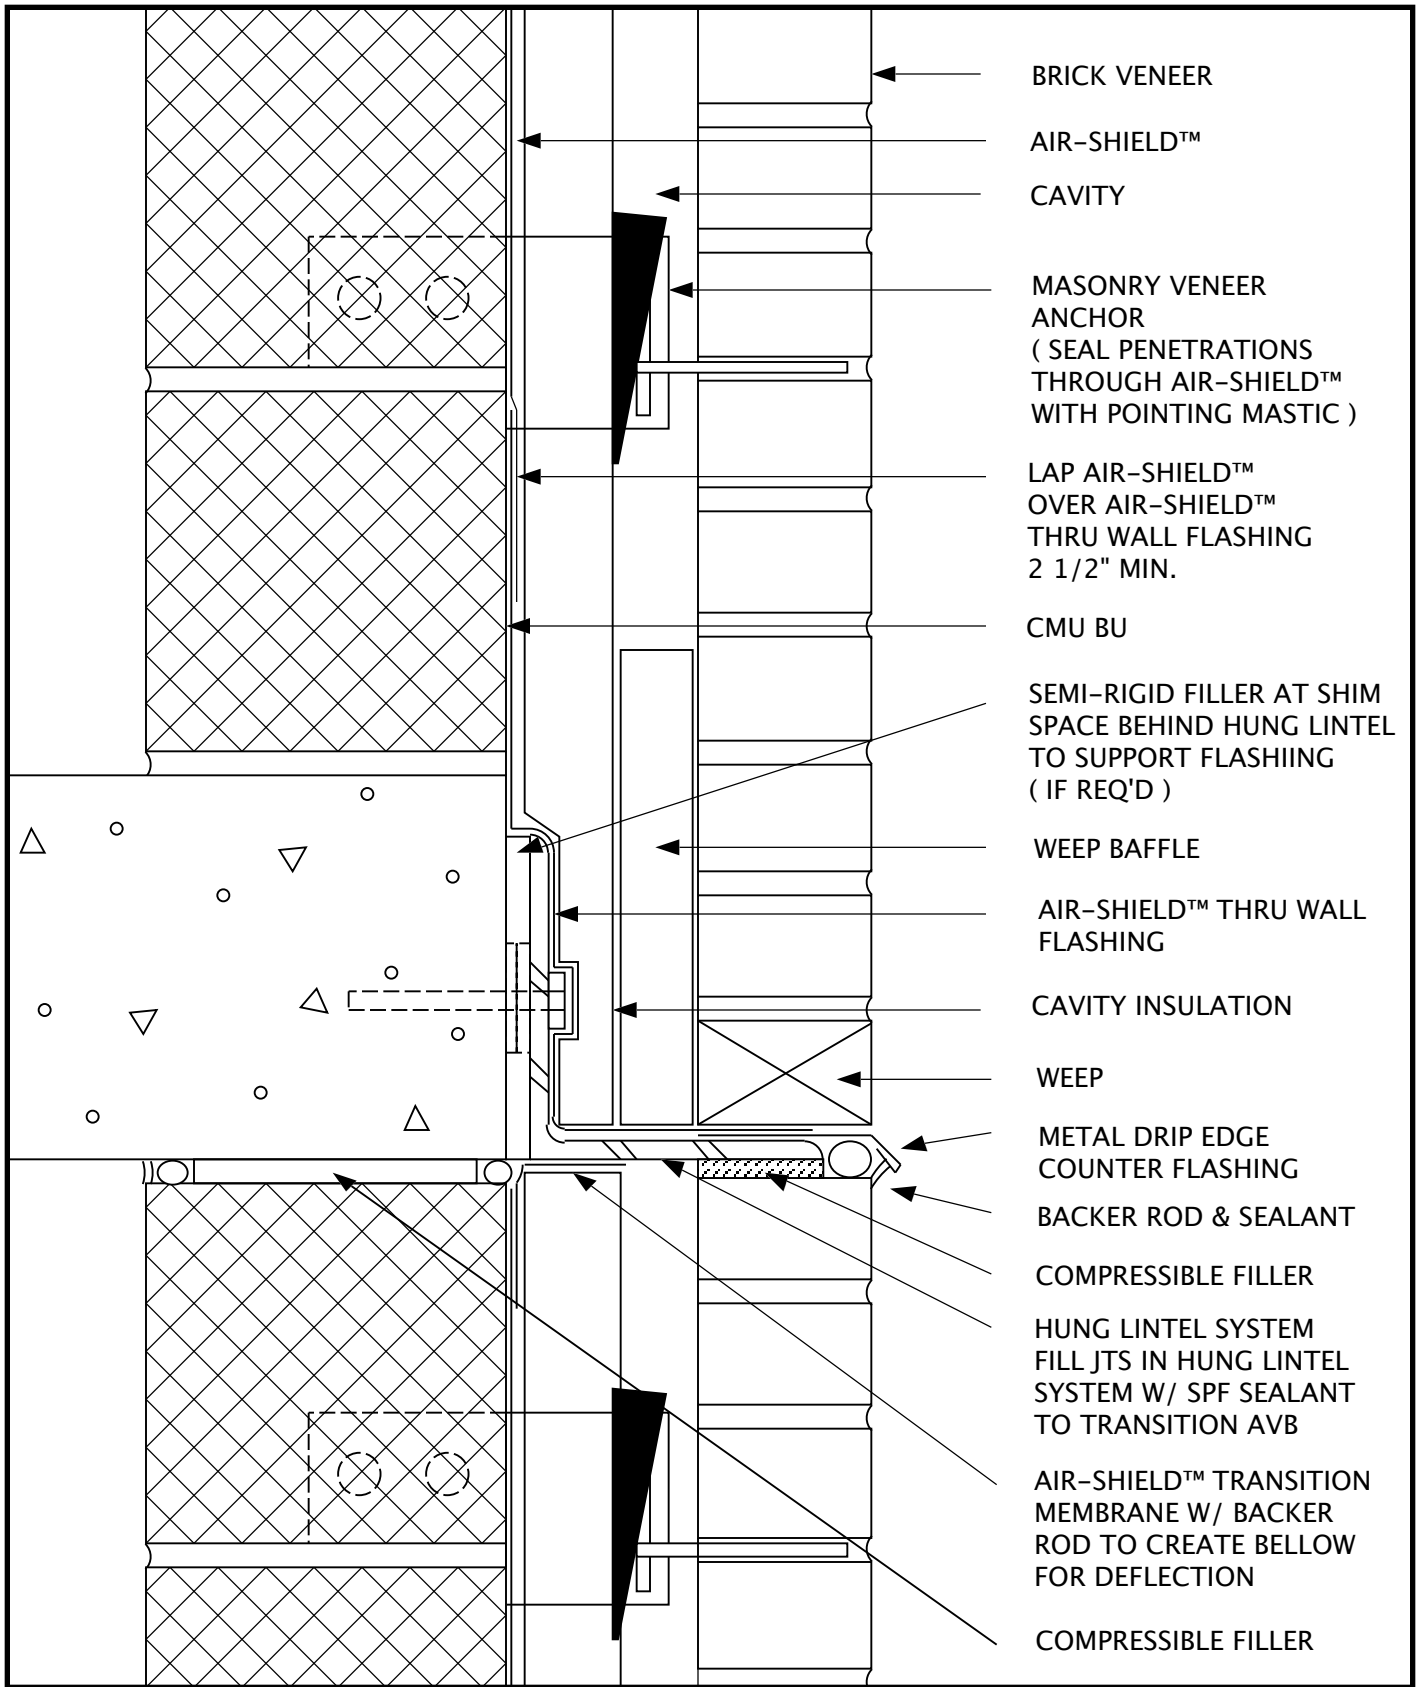 BRICK VENEER
AIR-SHIELD™
CAVITY
MASONRY VENEER
ANCHOR
( SEAL PENETRATIONS
THROUGH AIR-SHIELD™
WITH POINTING MASTIC )
LAP AIR-SHIELD™
OVER AIR-SHIELD™
THRU WALL FLASHING
2 1/2" MIN.
CMU BU
SEMI-RIGID FILLER AT SHIM
SPACE BEHIND HUNG LINTEL
TO SUPPORT FLASHIING
( IF REQ'D )
WEEP BAFFLE
AIR-SHIELD™ THRU WALL
FLASHING
CAVITY INSULATION
WEEP
METAL DRIP EDGE
COUNTER FLASHING
BACKER ROD & SEALANT
COMPRESSIBLE FILLER
HUNG LINTEL SYSTEM
FILL JTS IN HUNG LINTEL
SYSTEM W/ SPF SEALANT
TO TRANSITION AVB
AIR-SHIELD™ TRANSITION
MEMBRANE W/ BACKER
ROD TO CREATE BELLOW
FOR DEFLECTION
COMPRESSIBLE FILLER